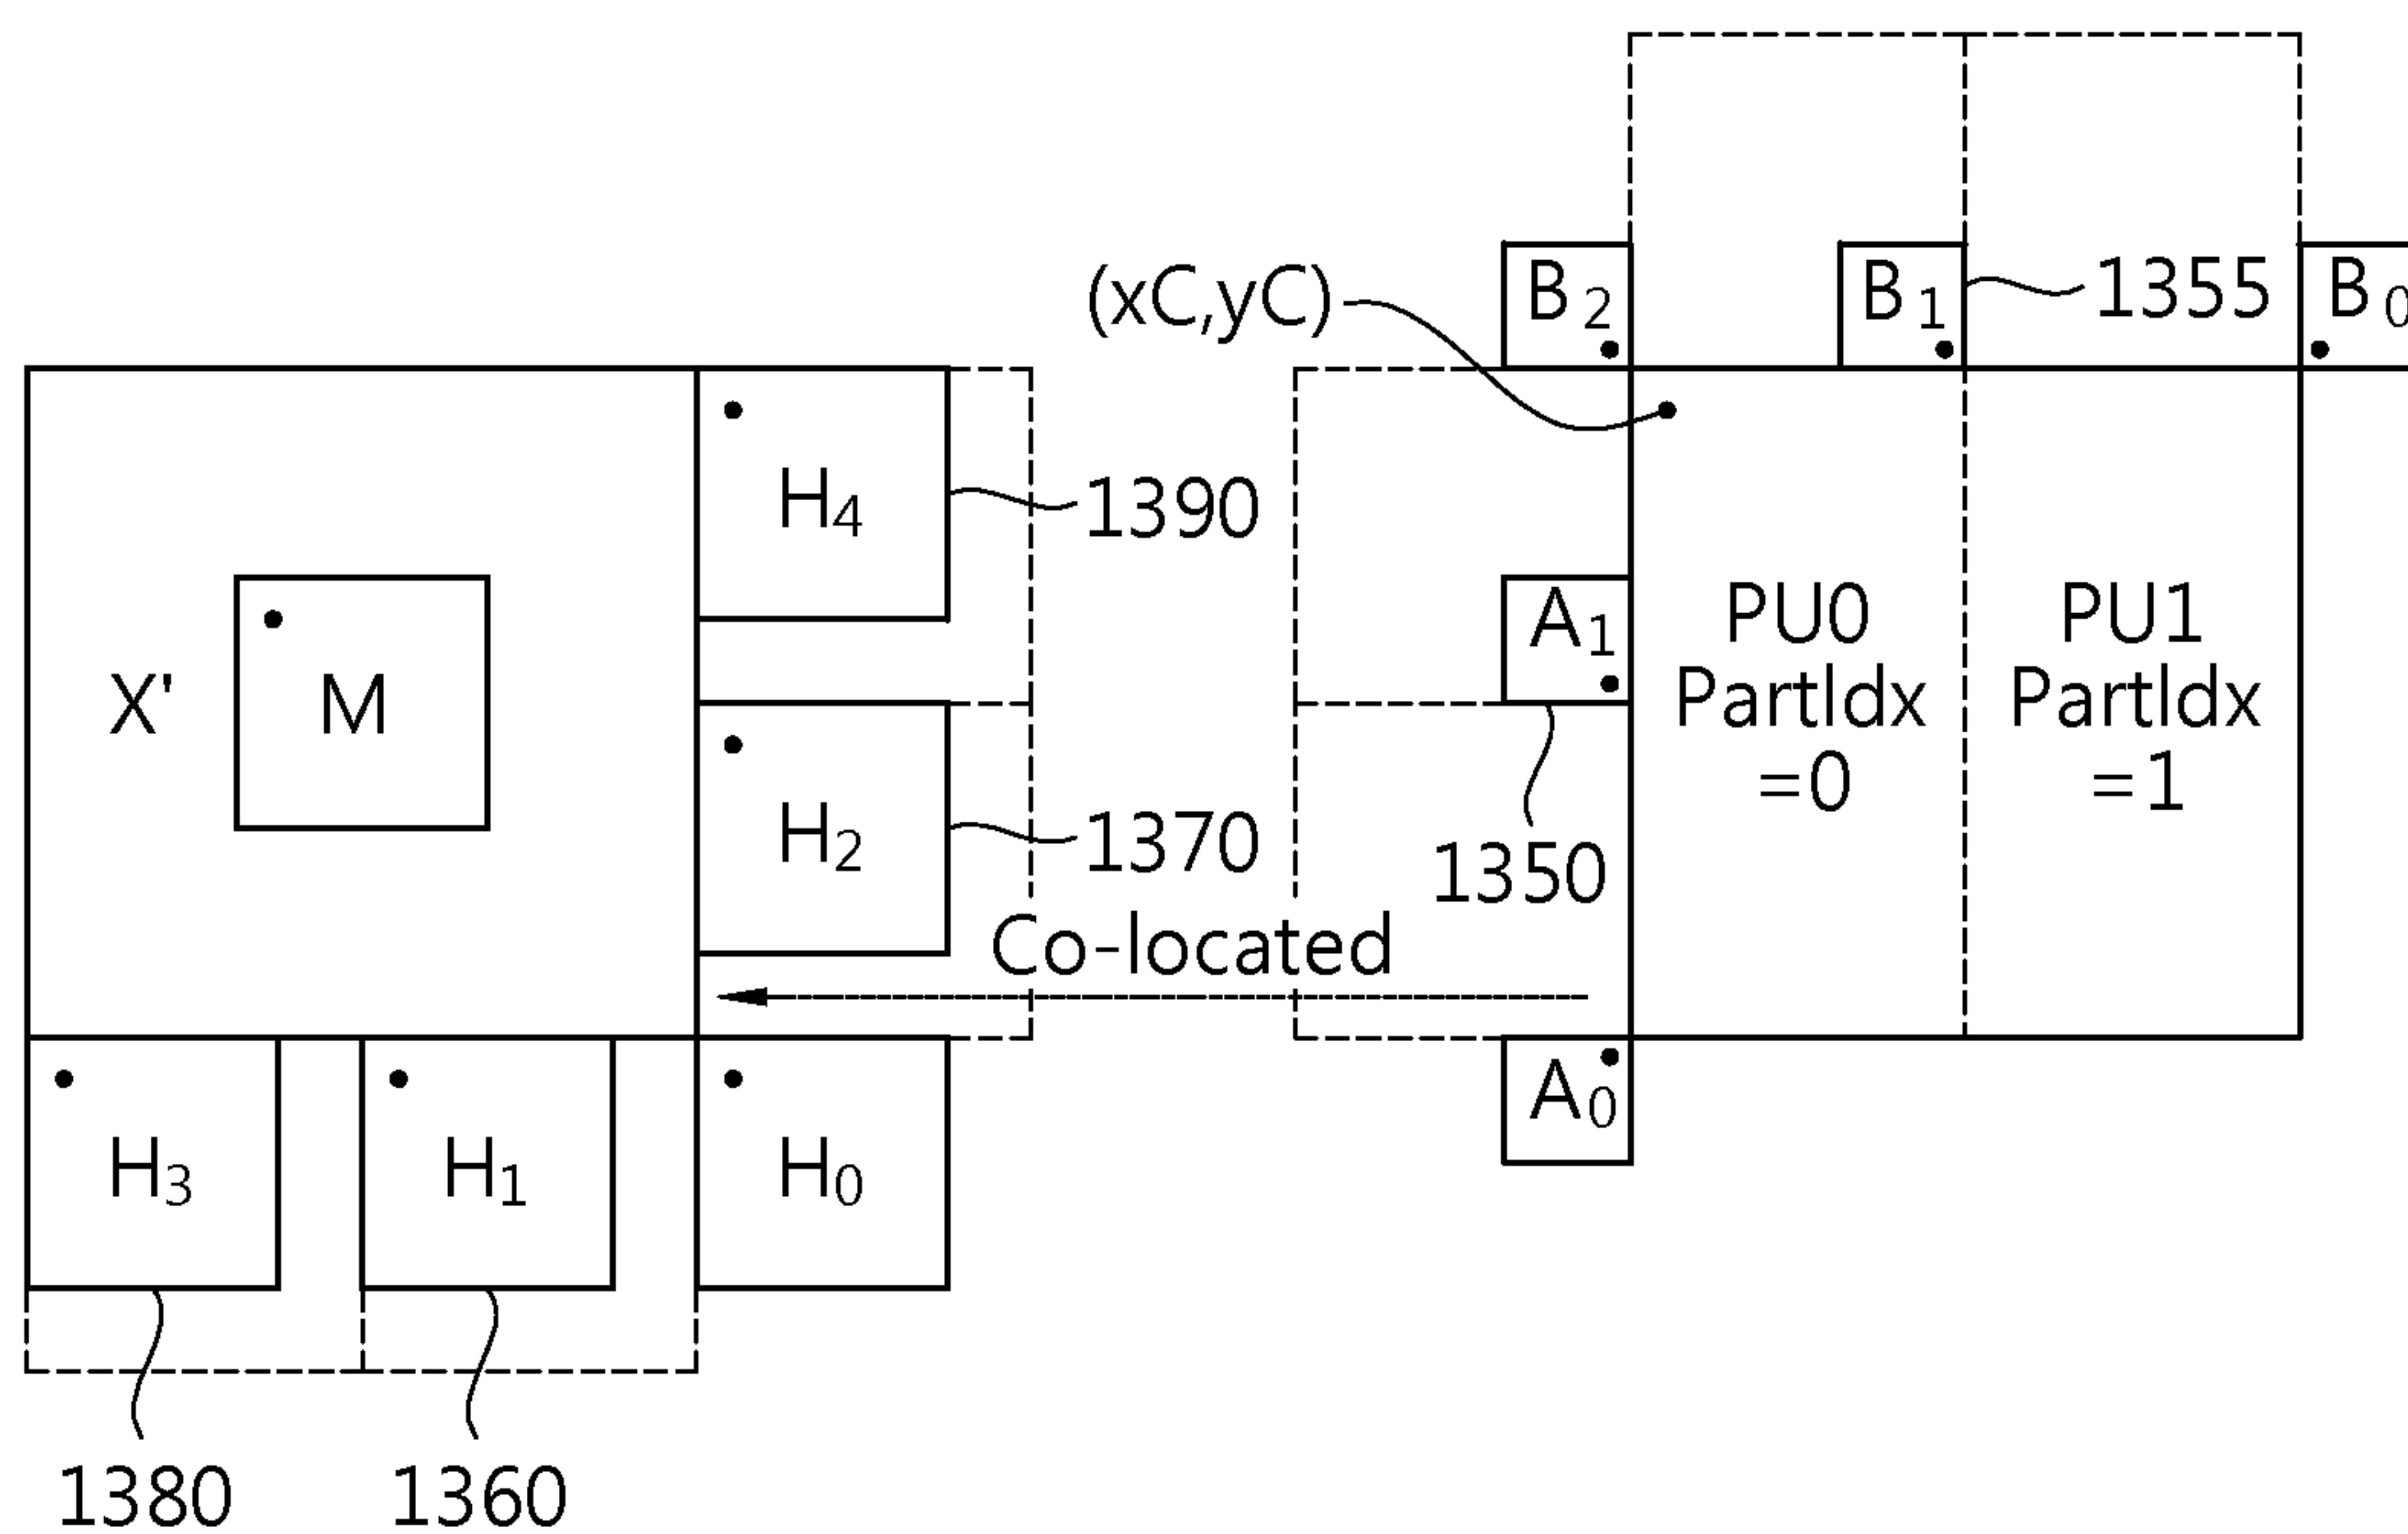 (xC,yC)
B2
B1
1355
B0
H4
1390
A1
PU0
PartIdx
=0
PU1
PartIdx
=1
X'
M
H2
1370
1350
Co-located
A0
H3
H1
H0
1380
1360